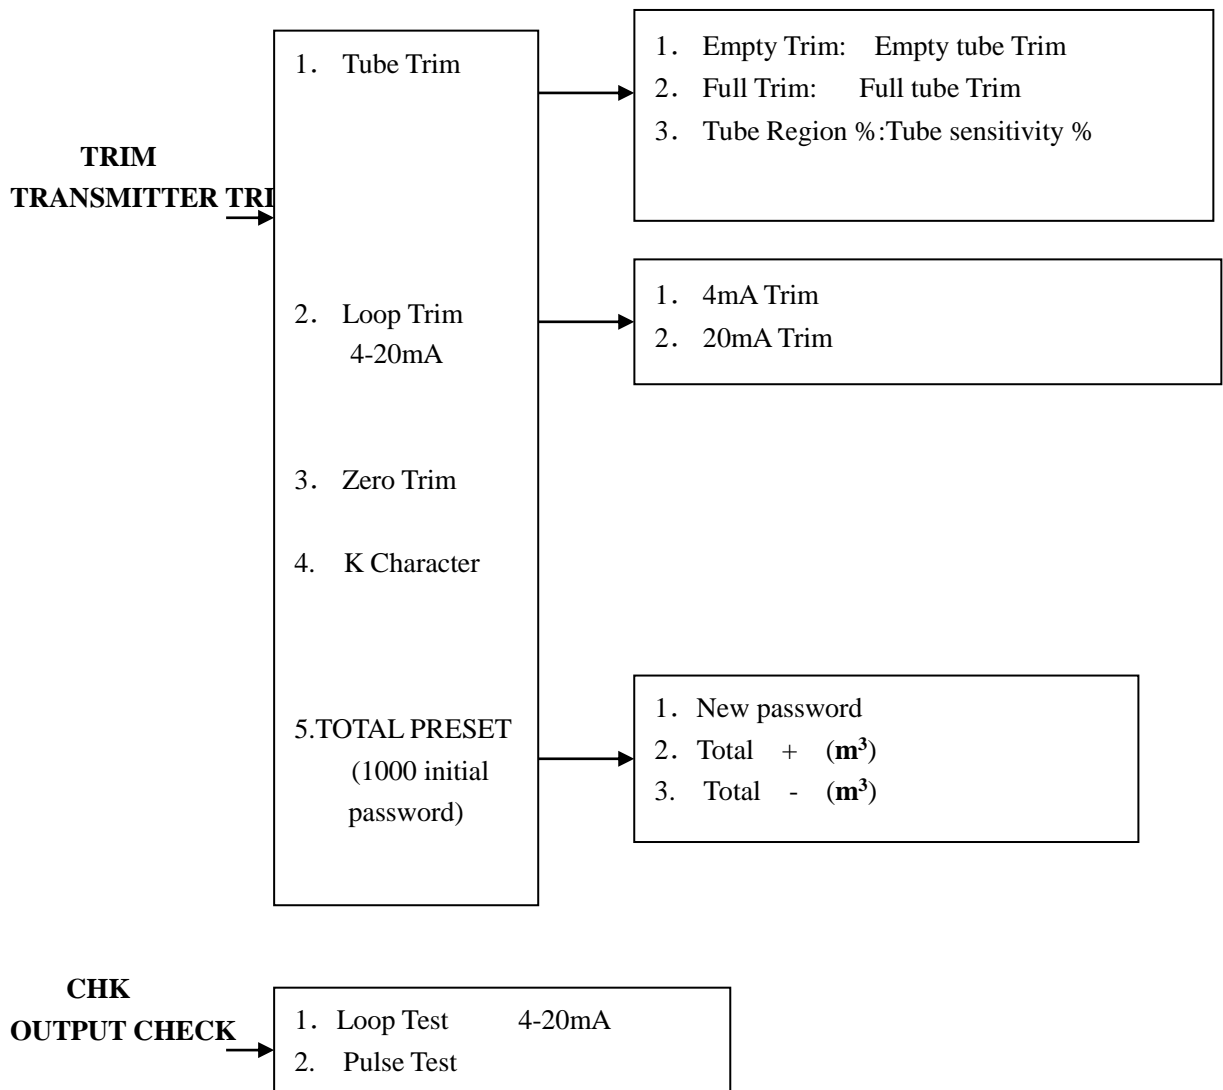 TRIM
TRANSMITTER TRI
1. Tube Trim
1. Empty Trim: Empty tube Trim
2. Full Trim: Full tube Trim
3. Tube Region %:Tube sensitivity %
2. Loop Trim
4-20mA
1. 4mA Trim
2. 20mA Trim
3. Zero Trim
4. K Character
5.TOTAL PRESET
(1000 initial
password)
1. New password
2. Total + (m³)
3. Total - (m³)
CHK
OUTPUT CHECK
1. Loop Test 4-20mA
2. Pulse Test